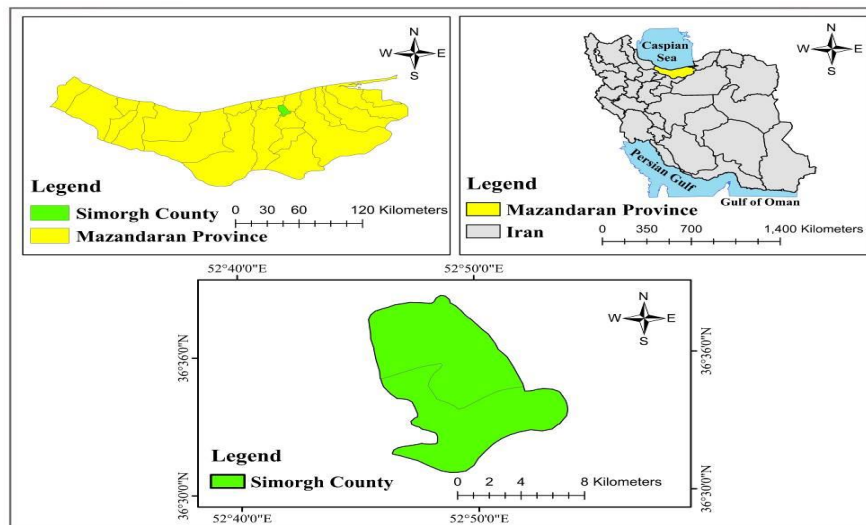 N
W E
S
Legend
Simorgh County
Mazandaran Province
0 30 60 120 Kilometers
Caspian
Sea
N
W E
S
Persian Gulf
Gulf of Oman
Legend
Mazandaran Province
Iran
0 350 700 1,400 Kilometers
52°40'0"E 52°50'0"E
36°36'0"N
36°30'0"N
N
W E
S
Legend
Simorgh County
0 2 4 8 Kilometers
36°36'0"N
36°30'0"N
52°40'0"E 52°50'0"E